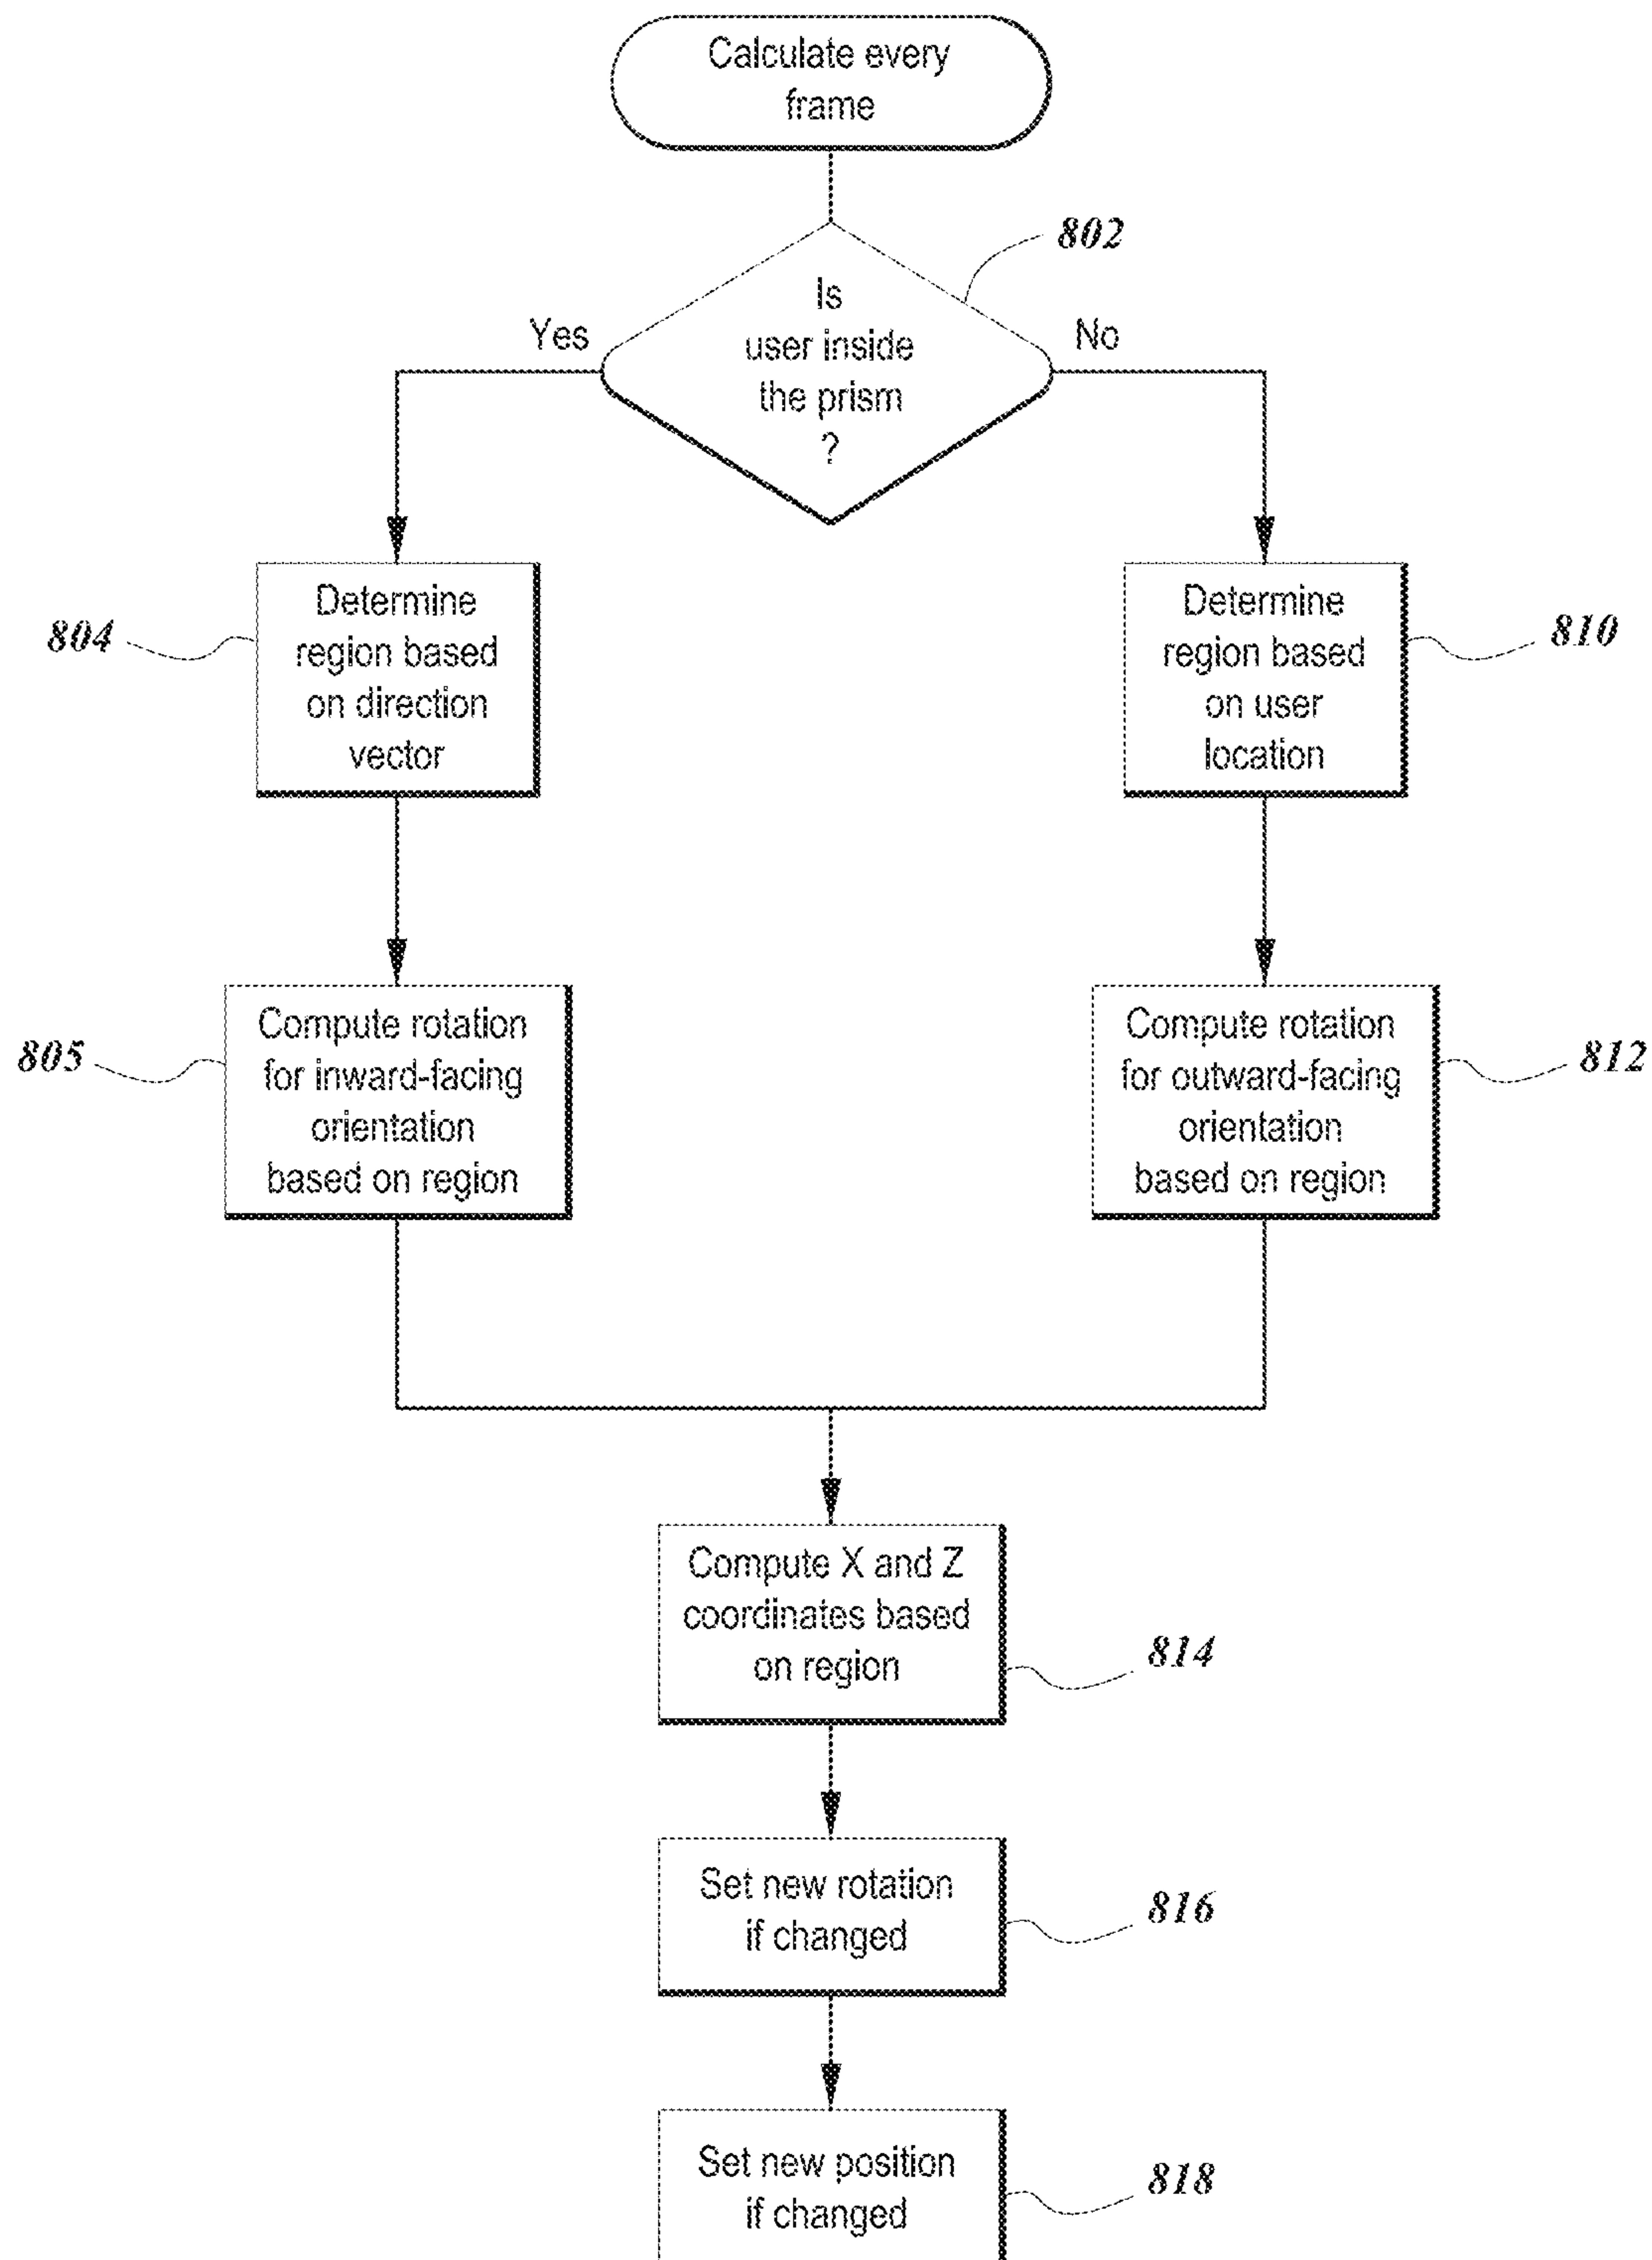 Calculate every
frame
802
Is
user inside
the prism
?
Yes
No
804
Determine
region based
on direction
vector
Determine
region based
on user
location
810
805
Compute rotation
for inward-facing
orientation
based on region
Compute rotation
for outward-facing
orientation
based on region
812
Compute X and Z
coordinates based
on region
814
Set new rotation
if changed
816
Set new position
if changed
818